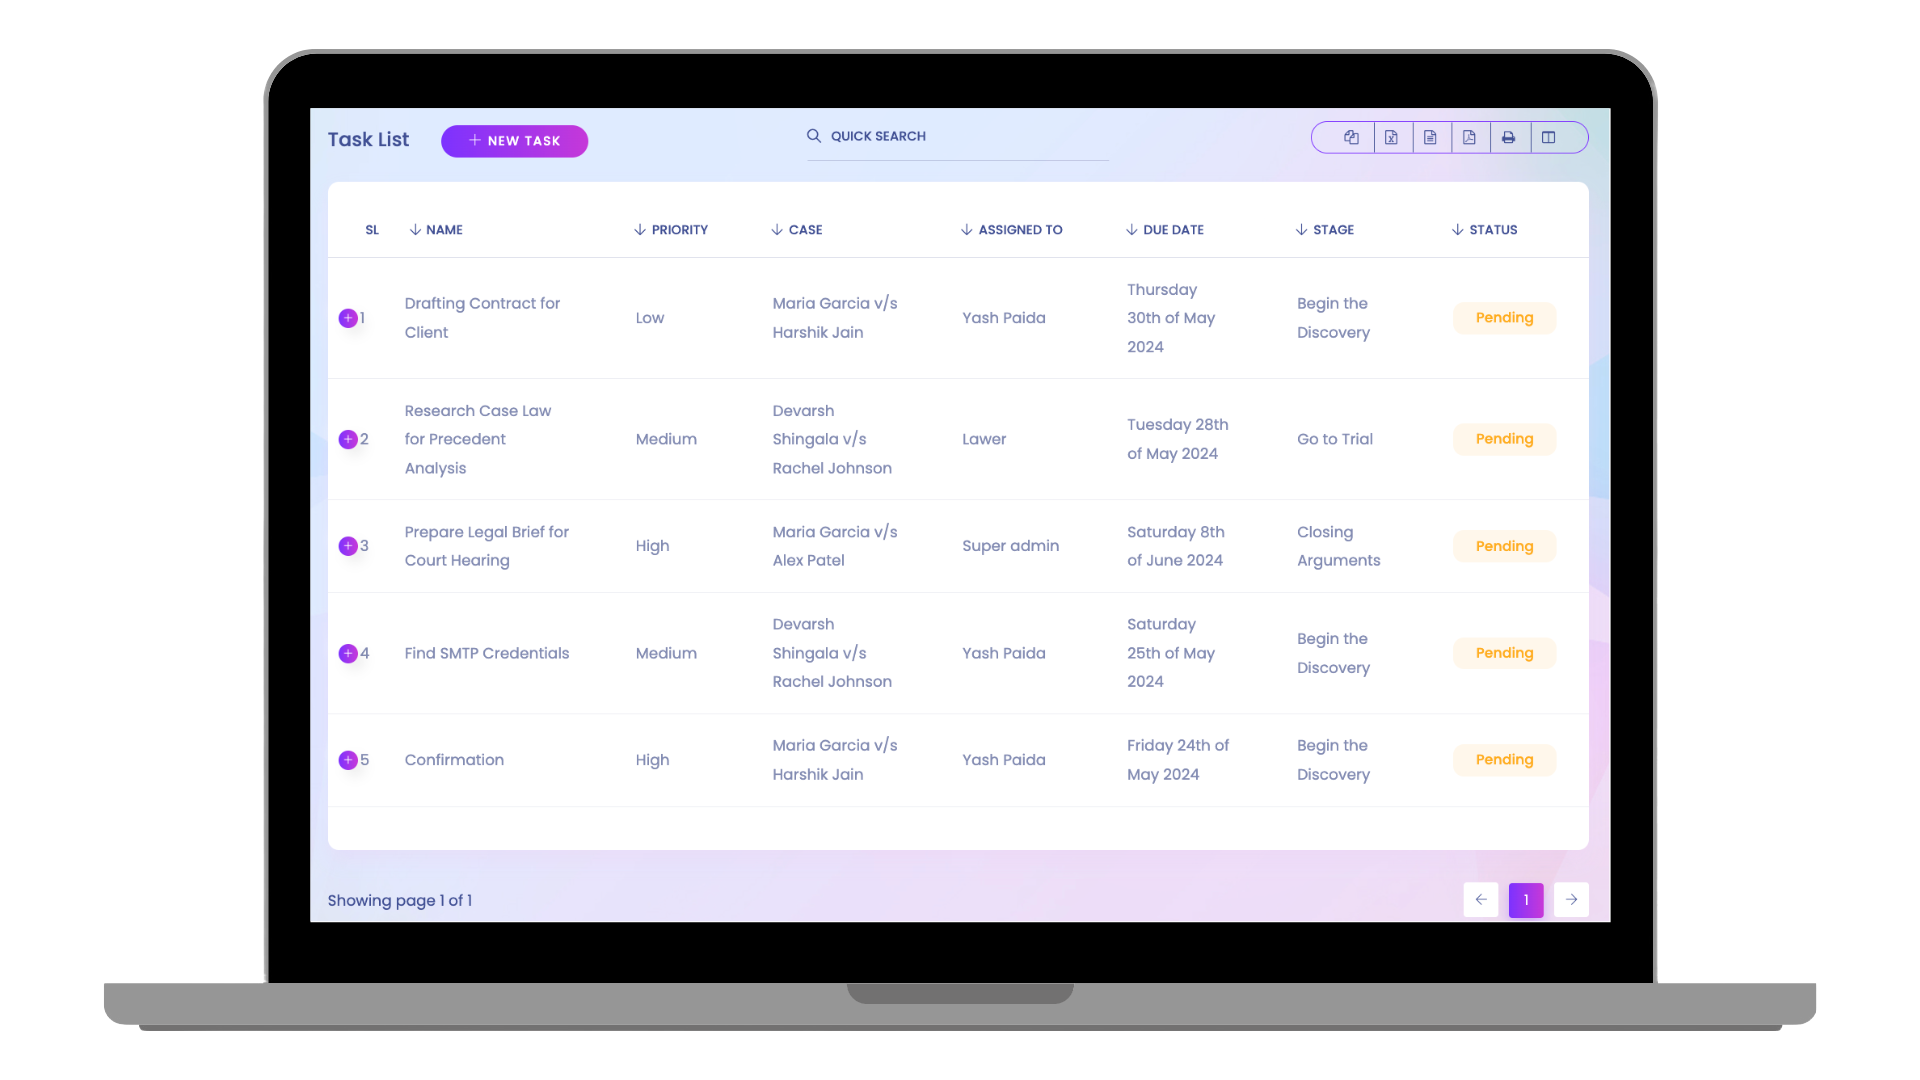 Task List
+ NEW TASK
QUICK SEARCH
SL
NAME
PRIORITY
CASE
ASSIGNED TO
DUE DATE
STAGE
STATUS
1
Drafting Contract for
Client
Low
Maria Garcia v/s
Harshik Jain
Yash Paida
Thursday
30th of May
2024
Begin the
Discovery
Pending
2
Research Case Law
for Precedent
Analysis
Medium
Devarsh
Shingala v/s
Rachel Johnson
Lawer
Tuesday 28th
of May 2024
Go to Trial
Pending
3
Prepare Legal Brief for
Court Hearing
High
Maria Garcia v/s
Alex Patel
Super admin
Saturday 8th
of June 2024
Closing
Arguments
Pending
4
Find SMTP Credentials
Medium
Devarsh
Shingala v/s
Rachel Johnson
Yash Paida
Saturday
25th of May
2024
Begin the
Discovery
Pending
5
Confirmation
High
Maria Garcia v/s
Harshik Jain
Yash Paida
Friday 24th of
May 2024
Begin the
Discovery
Pending
Showing page 1 of 1
1